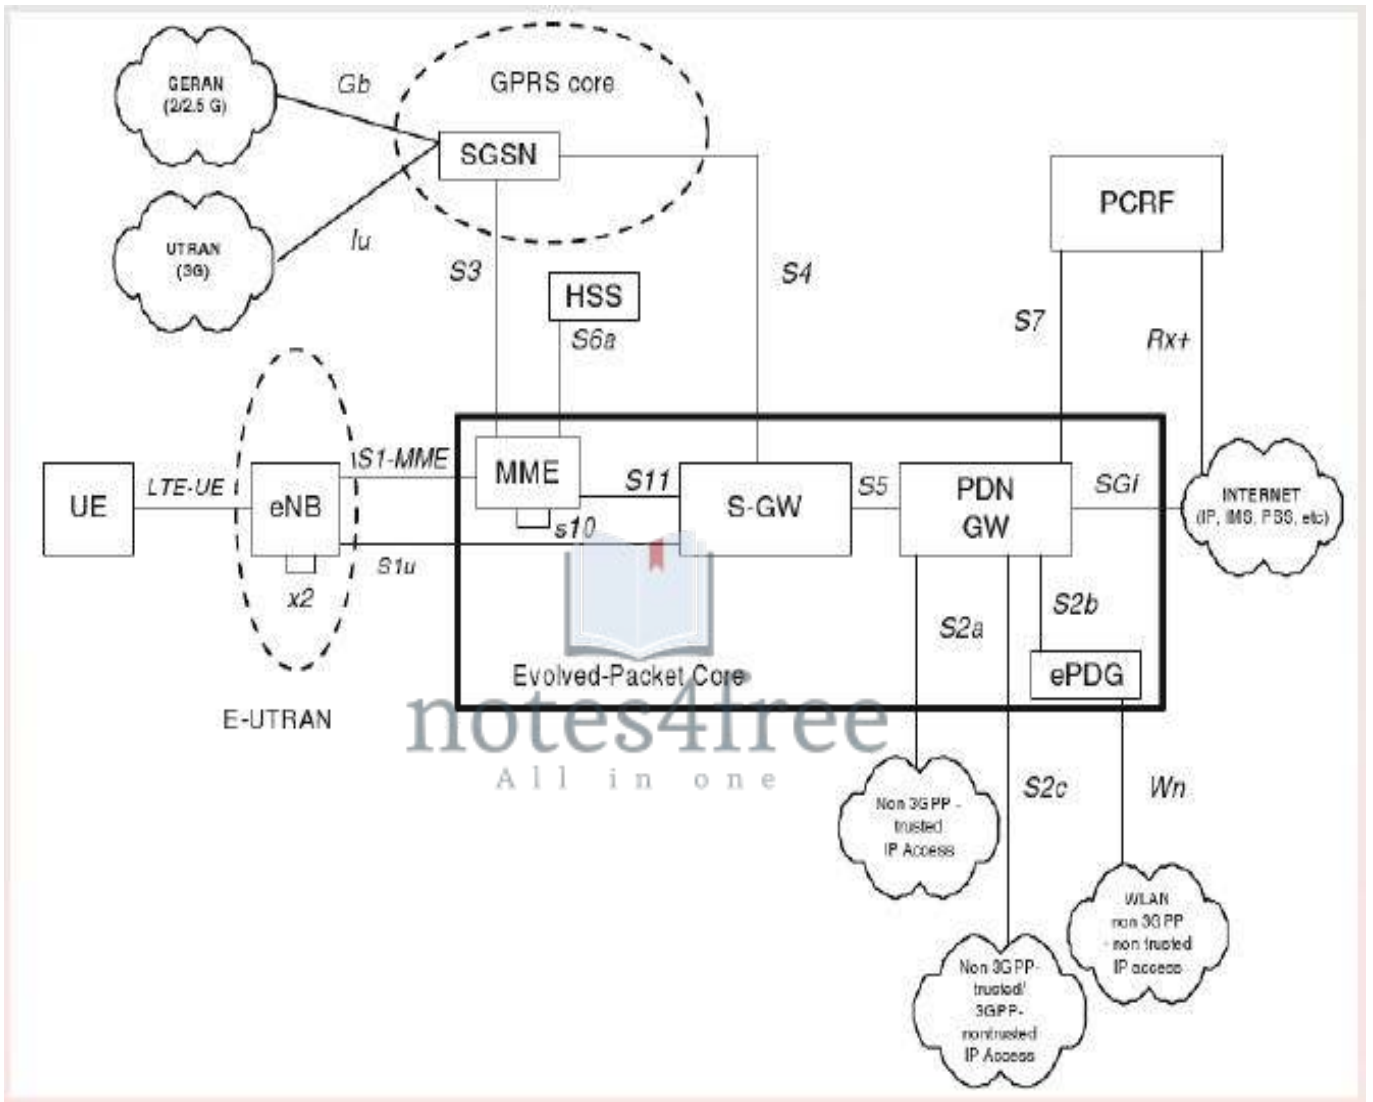 GERAN
(2/2.5 G)
Gb
GPRS core
SGSN
UTRAN
(3G)
Iu
S3
S4
HSS
S6a
PCRF
S7
Rx+
UE
LTE-UE
eNB
x2
S1-MME
S1u
E-UTRAN
MME
s10
S11
S-GW
S5
PDN
GW
SGi
INTERNET
(IP, IMS, PSS, etc)
S2a
S2b
ePDG
Evolved-Packet Core
notes4free
All in one
S2c
Wn
Non 3GPP -
trusted
IP Access
WLAN
non 3GPP
- non trusted
IP access
Non 3GPP-
trusted/
3GPP-
nontrusted
IP Access